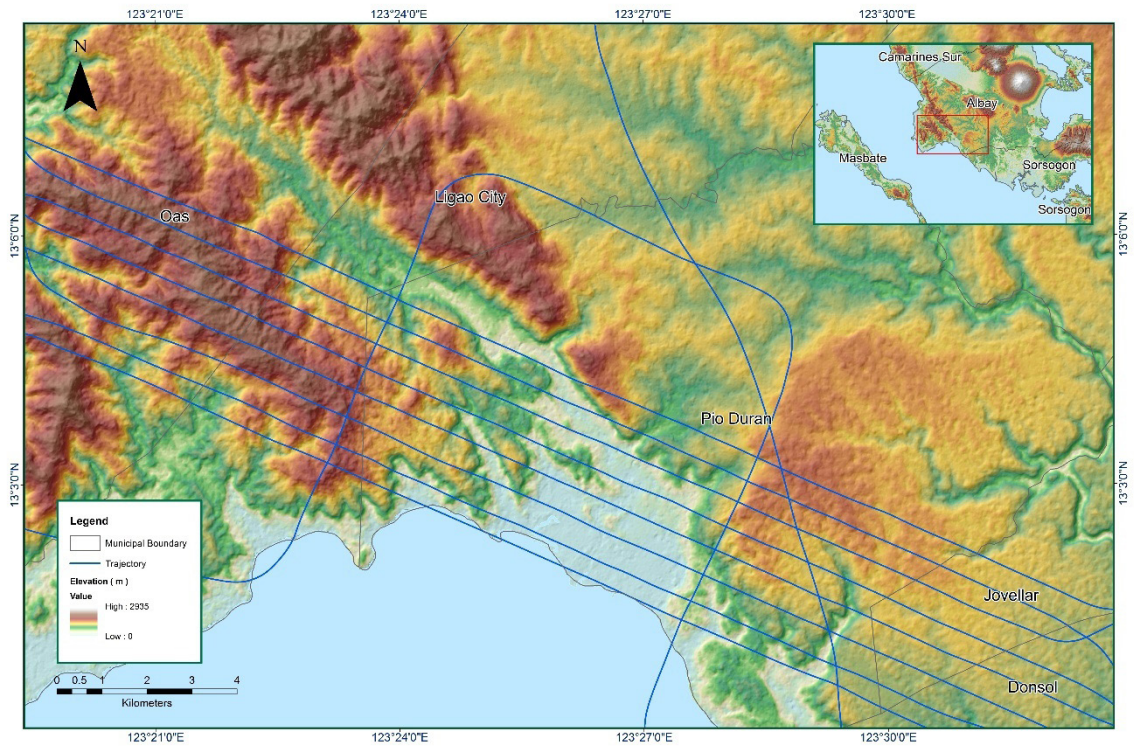 123°21'0"E 123°24'0"E 123°27'0"E 123°30'0"E
N
Camarines Sur
Albay
Masbate
Sorsogon
Sorsogon
Oas
Ligao City
13°6'0"N 13°6'0"N
Pio Duran
13°3'0"N 13°3'0"N
Legend
Municipal Boundary
Trajectory
Elevation ( m )
Value
High : 2935
Low : 0
Jovellar
Donsol
0 0.5 1 2 3 4
Kilometers
123°21'0"E 123°24'0"E 123°27'0"E 123°30'0"E